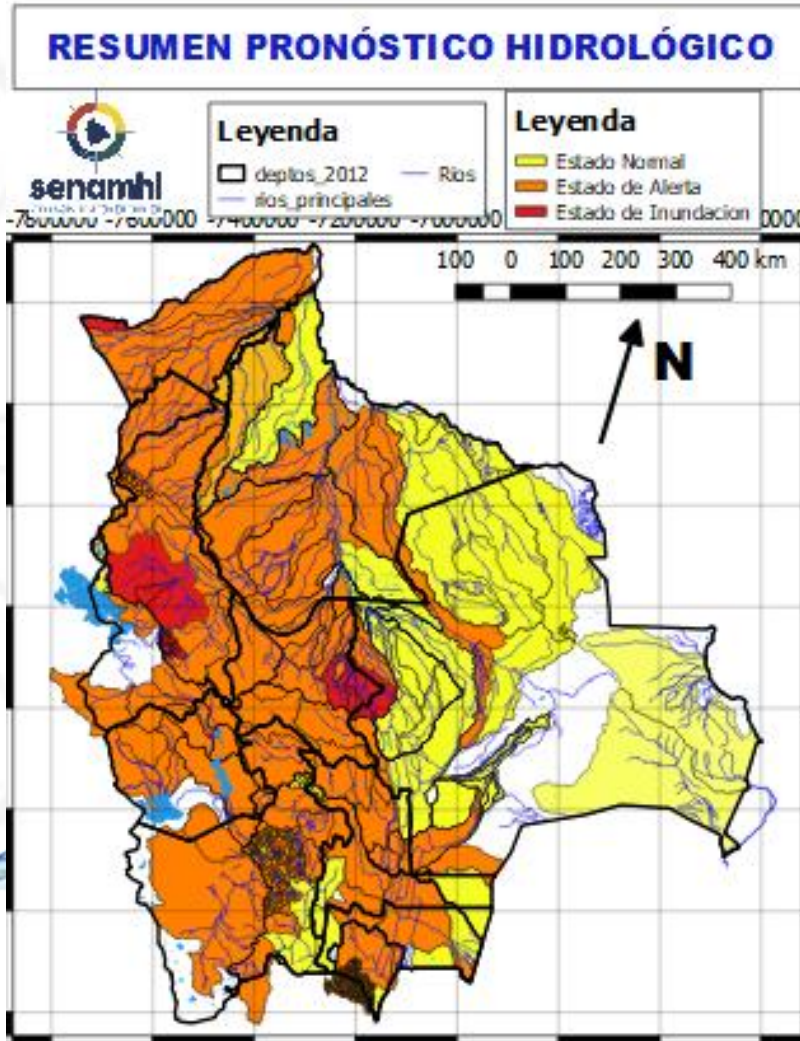 RESUMEN PRONÓSTICO HIDROLÓGICO
senamhi
Leyenda
deptos_2012
Rios
rios_principales
Leyenda
Estado Normal
Estado de Alerta
Estado de Inundacion
-7800000 -7600000 -7400000 -7200000 -7000000
100 0 100 200 300 400 km
N